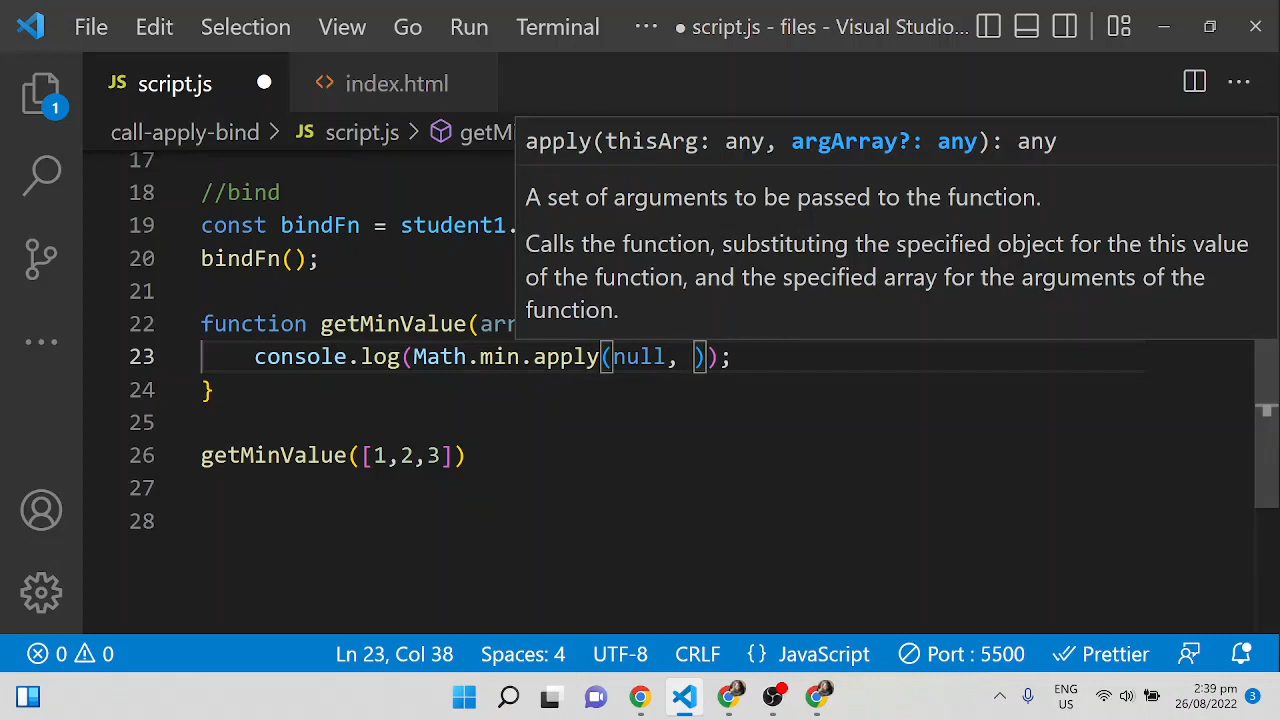 File Edit Selection View Go Run Terminal ··· ● script.js - files - Visual Studio...
JS script.js ● <> index.html ···
call-apply-bind > JS script.js > getM
apply(thisArg: any, argArray?: any): any
A set of arguments to be passed to the function.
Calls the function, substituting the specified object for the this value
of the function, and the specified array for the arguments of the
function.
17
18 //bind
19 const bindFn = student1.
20 bindFn();
21
22 function getMinValue(arr
23 console.log(Math.min.apply(null, ));
24 }
25
26 getMinValue([1,2,3])
27
28
1
0 0 Ln 23, Col 38 Spaces: 4 UTF-8 CRLF {} JavaScript Port : 5500 Prettier
ENG
US
2:39 pm
26/08/2022
3